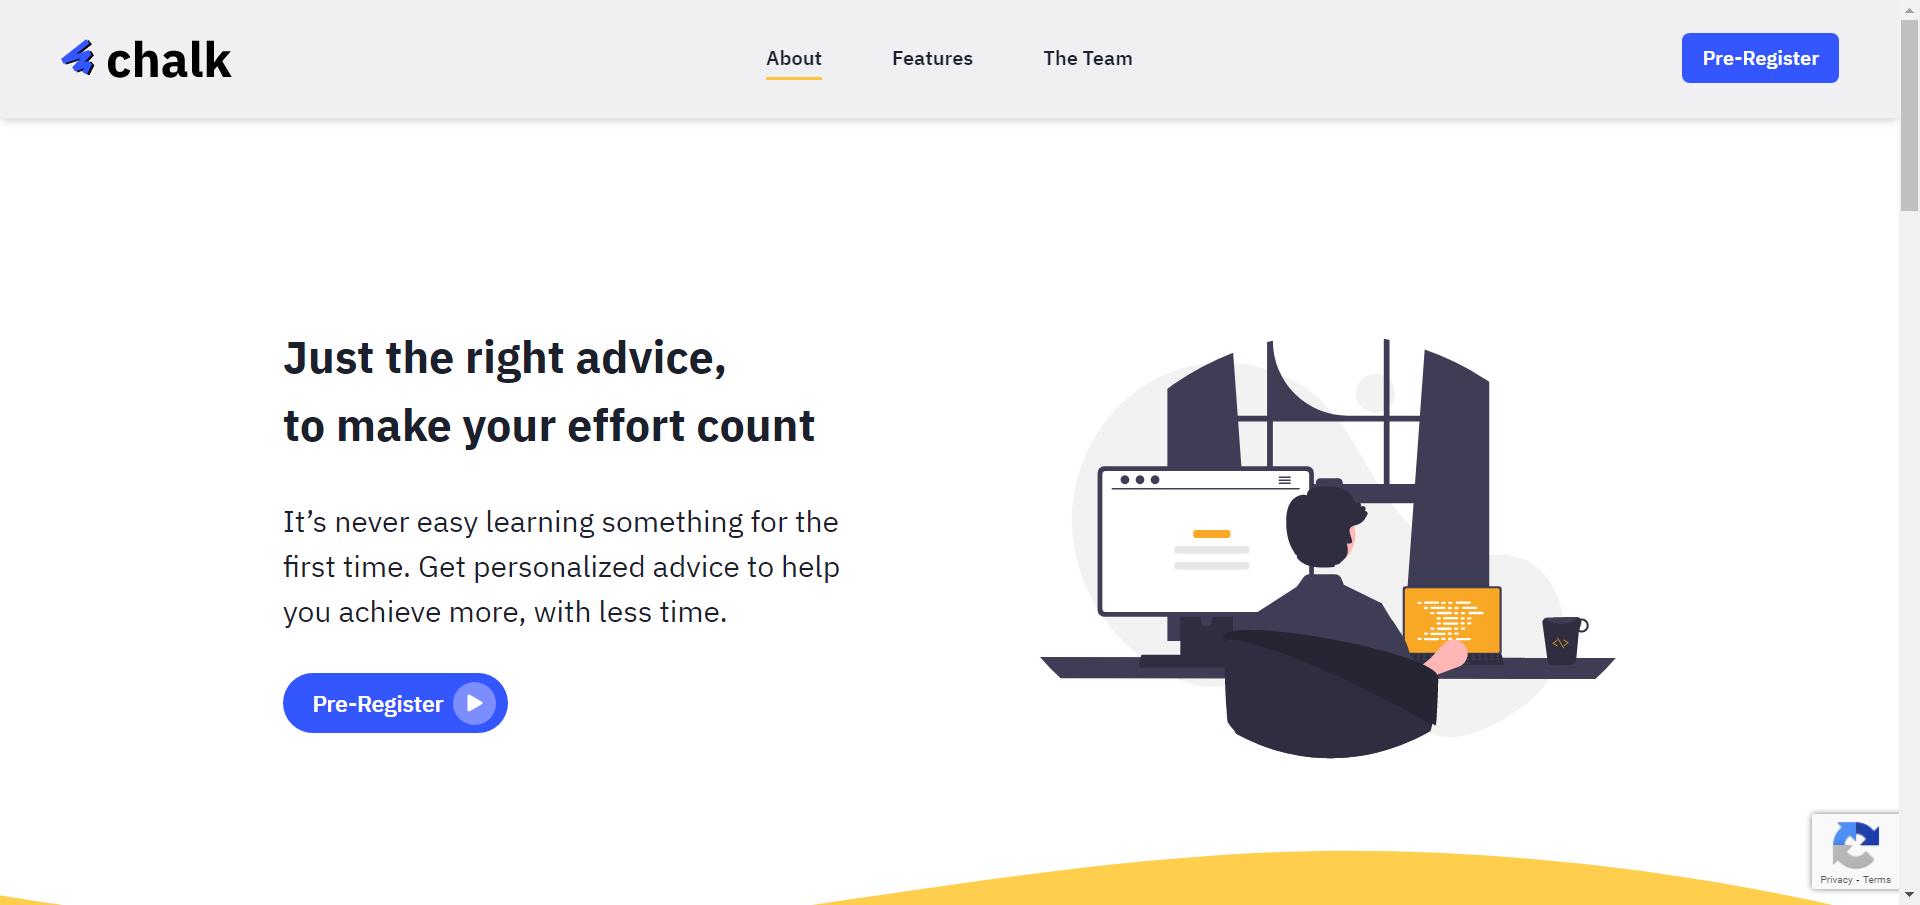 chalk
About
Features
The Team
Pre-Register
Just the right advice,
to make your effort count
It’s never easy learning something for the
first time. Get personalized advice to help
you achieve more, with less time.
Pre-Register
<\>
Privacy - Terms